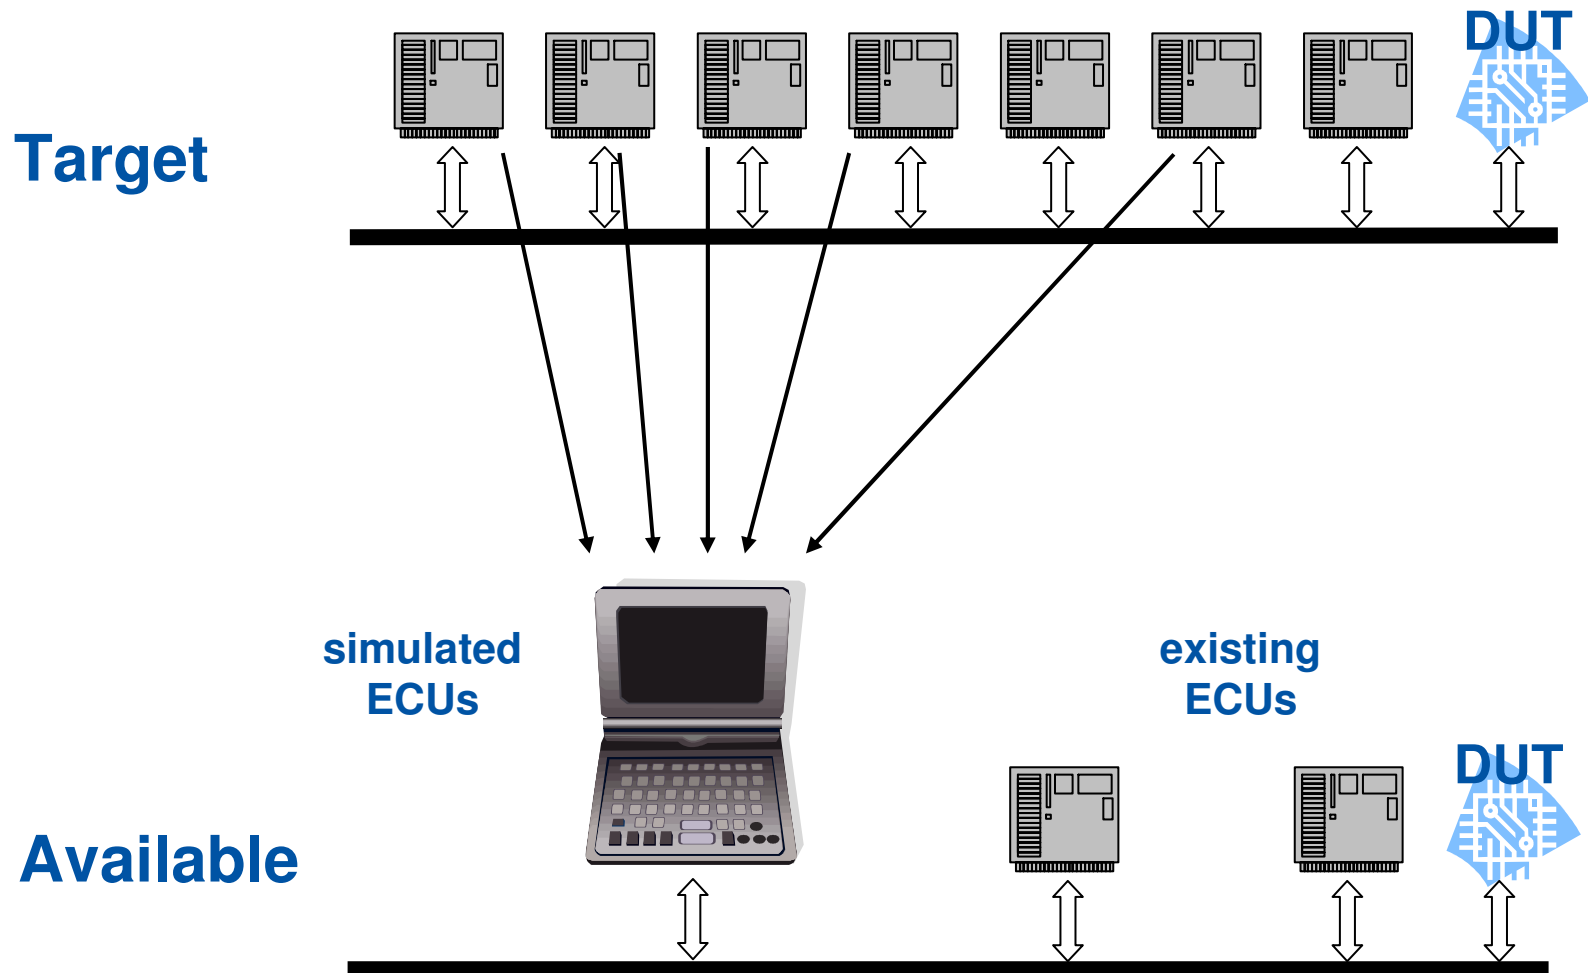 DUT
Target
simulated
ECUs
existing
ECUs
DUT
Available